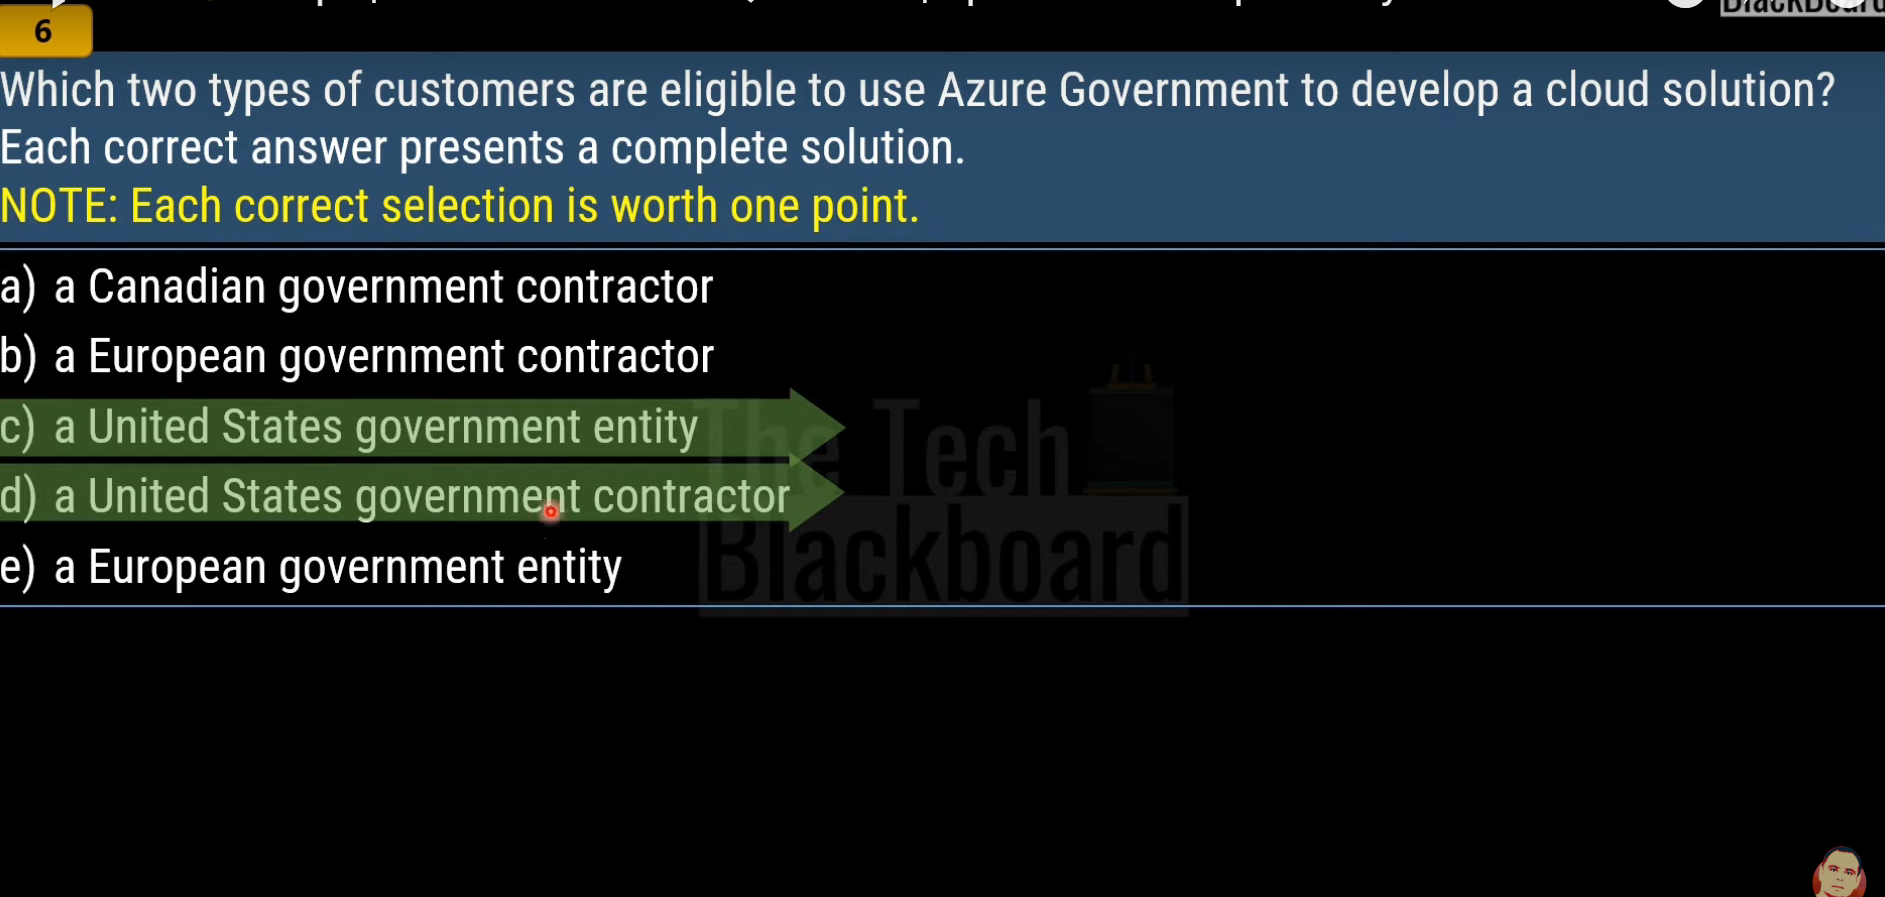 6
Which two types of customers are eligible to use Azure Government to develop a cloud solution?
Each correct answer presents a complete solution.
NOTE: Each correct selection is worth one point.
a) a Canadian government contractor
b) a European government contractor
c) a United States government entity
d) a United States government contractor
e) a European government entity
The Tech
Blackboard